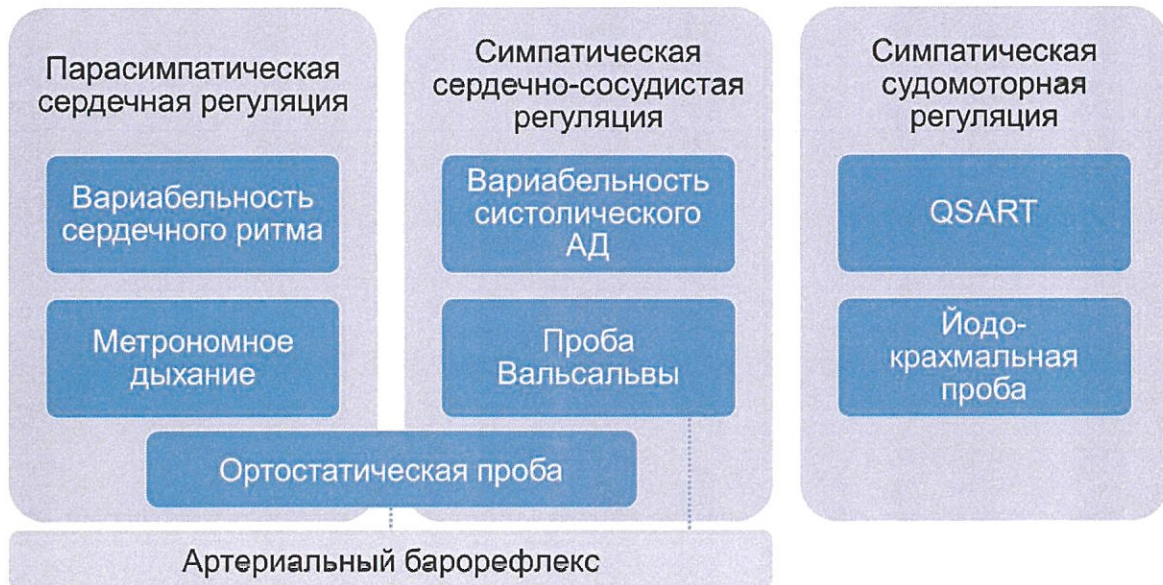 Парасимпатическая
сердечная регуляция
Вариабельность
сердечного ритма
Метрономное
дыхание
Симпатическая
сердечно-сосудистая
регуляция
Вариабельность
систолического
АД
Проба
Вальсальвы
Ортостатическая проба
Артериальный барорефлекс
Симпатическая
судомоторная
регуляция
QSART
Йодо-
крахмальная
проба